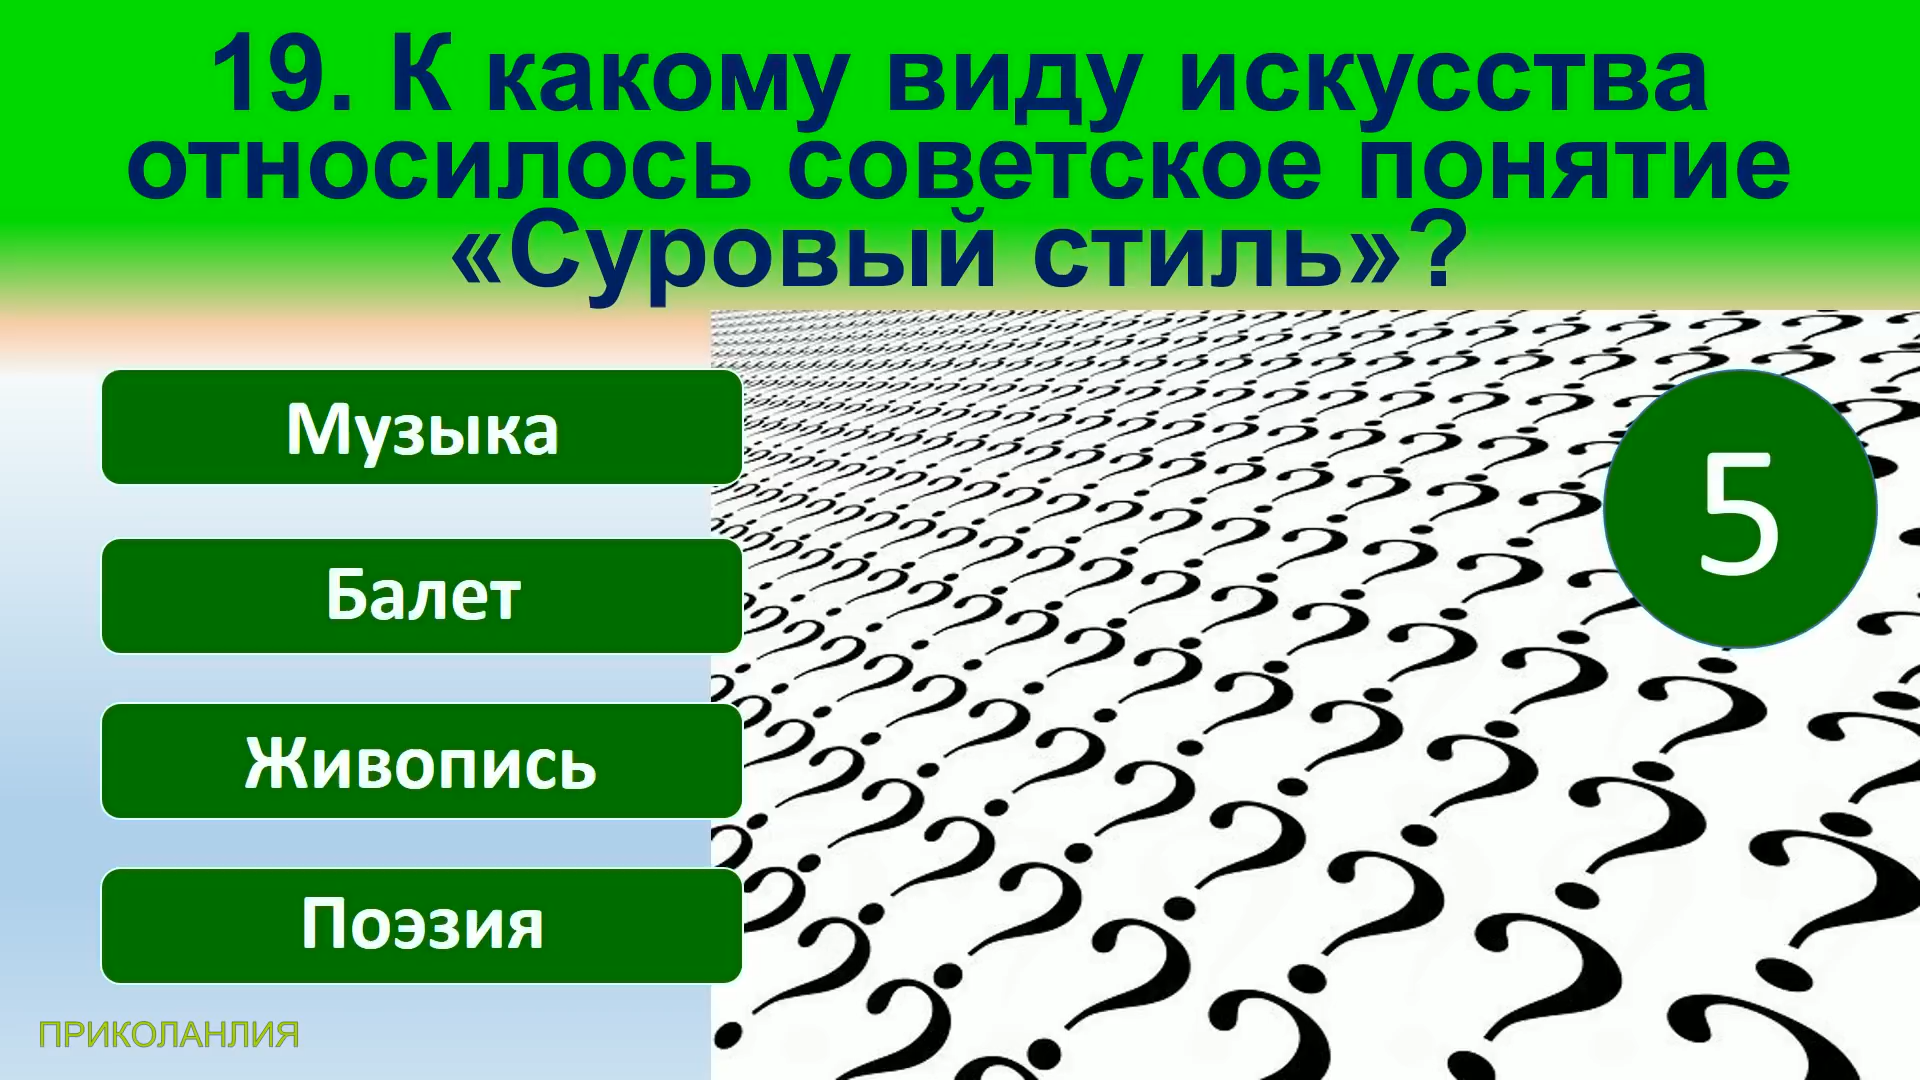 19. К какому виду искусства
относилось советское понятие
«Суровый стиль»?
Музыка
5
Балет
Живопись
Поэзия
ПРИКОЛАНЛИЯ